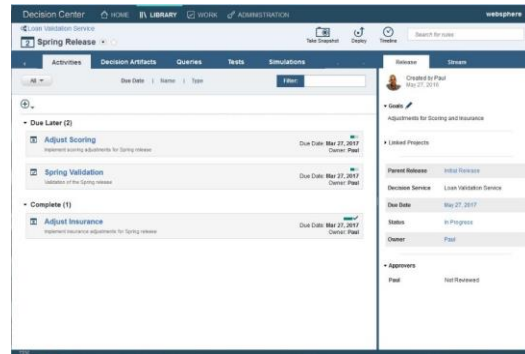 Decision Center HOME LIBRARY WORK ADMINISTRATION websphere
Loan Validation Service
Spring Release
Take Snapshot Deploy Timeline Search for rules
Activities Decision Artifacts Queries Tests Simulations
All Due Date | Name | Type Filter:
Due Later (2)
Adjust Scoring
Implement scoring adjustments for Spring release
Due Date: Mar 27, 2017
Owner: Paul
Spring Validation
Validation of the Spring release
Due Date: Mar 27, 2017
Owner: Paul
Complete (1)
Adjust Insurance
Implement insurance adjustments for Spring release
Due Date: Mar 27, 2017
Owner: Paul
Release Stream
Created by Paul
May 27, 2016
Goals
Adjustments for Scoring and Insurance
Linked Projects
Parent Release Initial Release
Decision Service Loan Validation Service
Due Date May 27, 2017
Status In Progress
Owner Paul
Approvers
Paul Not Reviewed